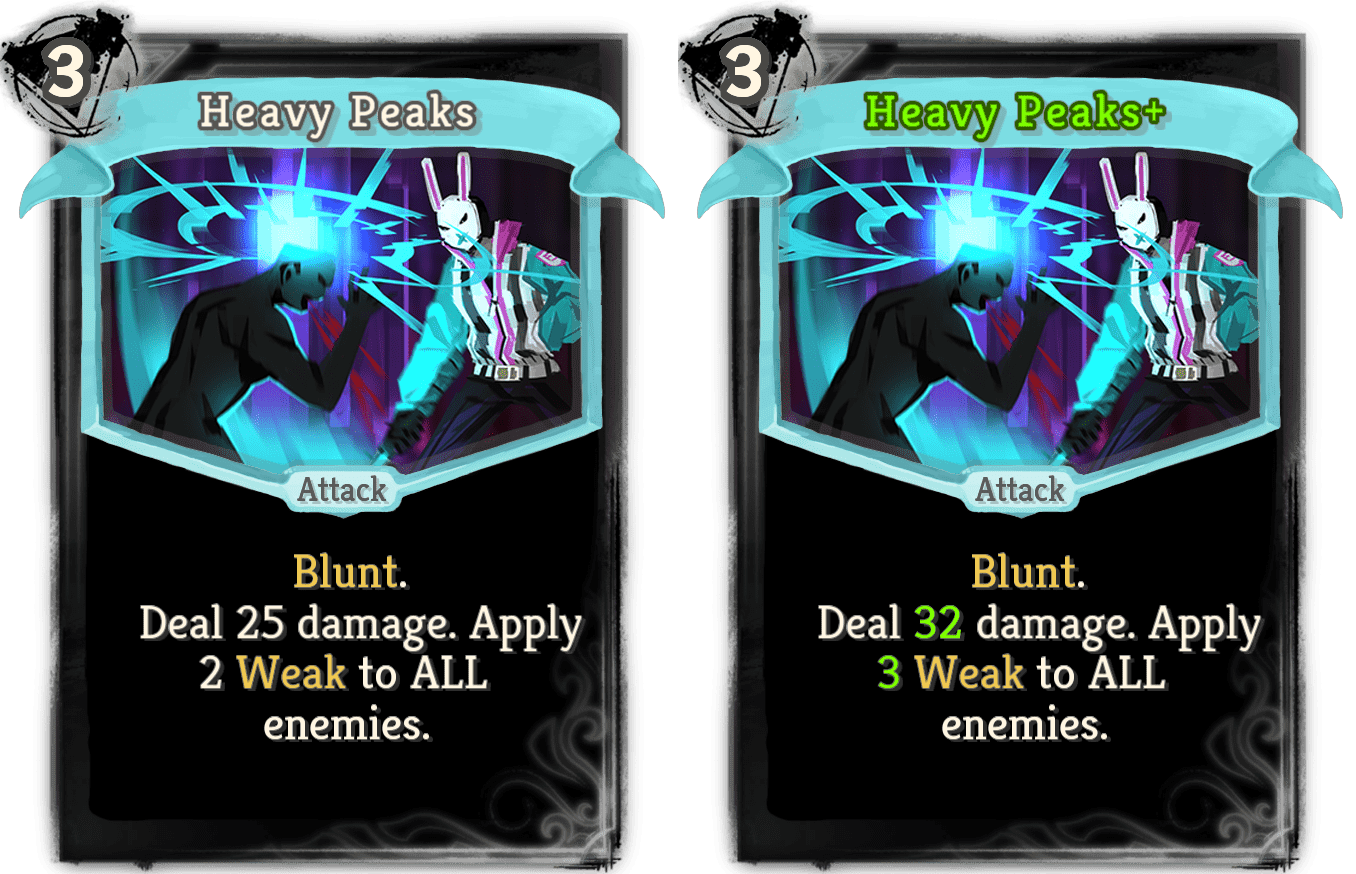 3
Heavy Peaks
Attack
Blunt.
Deal 25 damage. Apply
2 Weak to ALL
enemies.
3
Heavy Peaks+
Attack
Blunt.
Deal 32 damage. Apply
3 Weak to ALL
enemies.